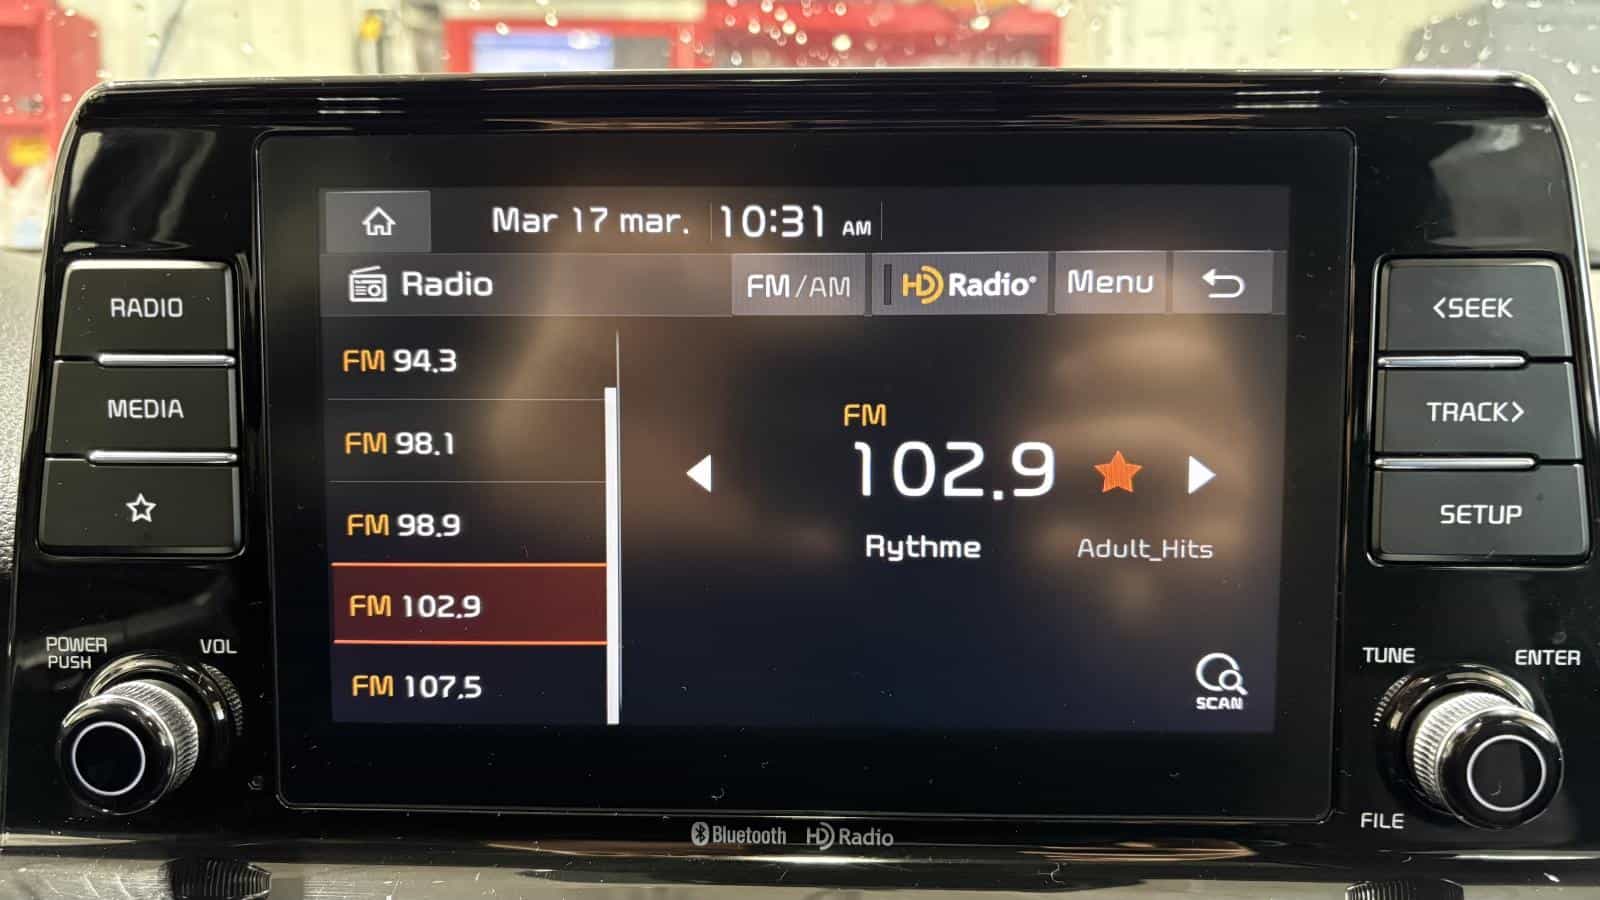 Mar 17 mar. 10:31 AM
Radio FM/AM HD Radio Menu
FM 94.3
FM 98.1
FM 98.9
FM 102.9
FM 107.5
FM
102.9
Rythme Adult_Hits
SCAN
RADIO
MEDIA
POWER
PUSH
VOL
<SEEK
TRACK>
SETUP
TUNE
ENTER
FILE
Bluetooth HD Radio